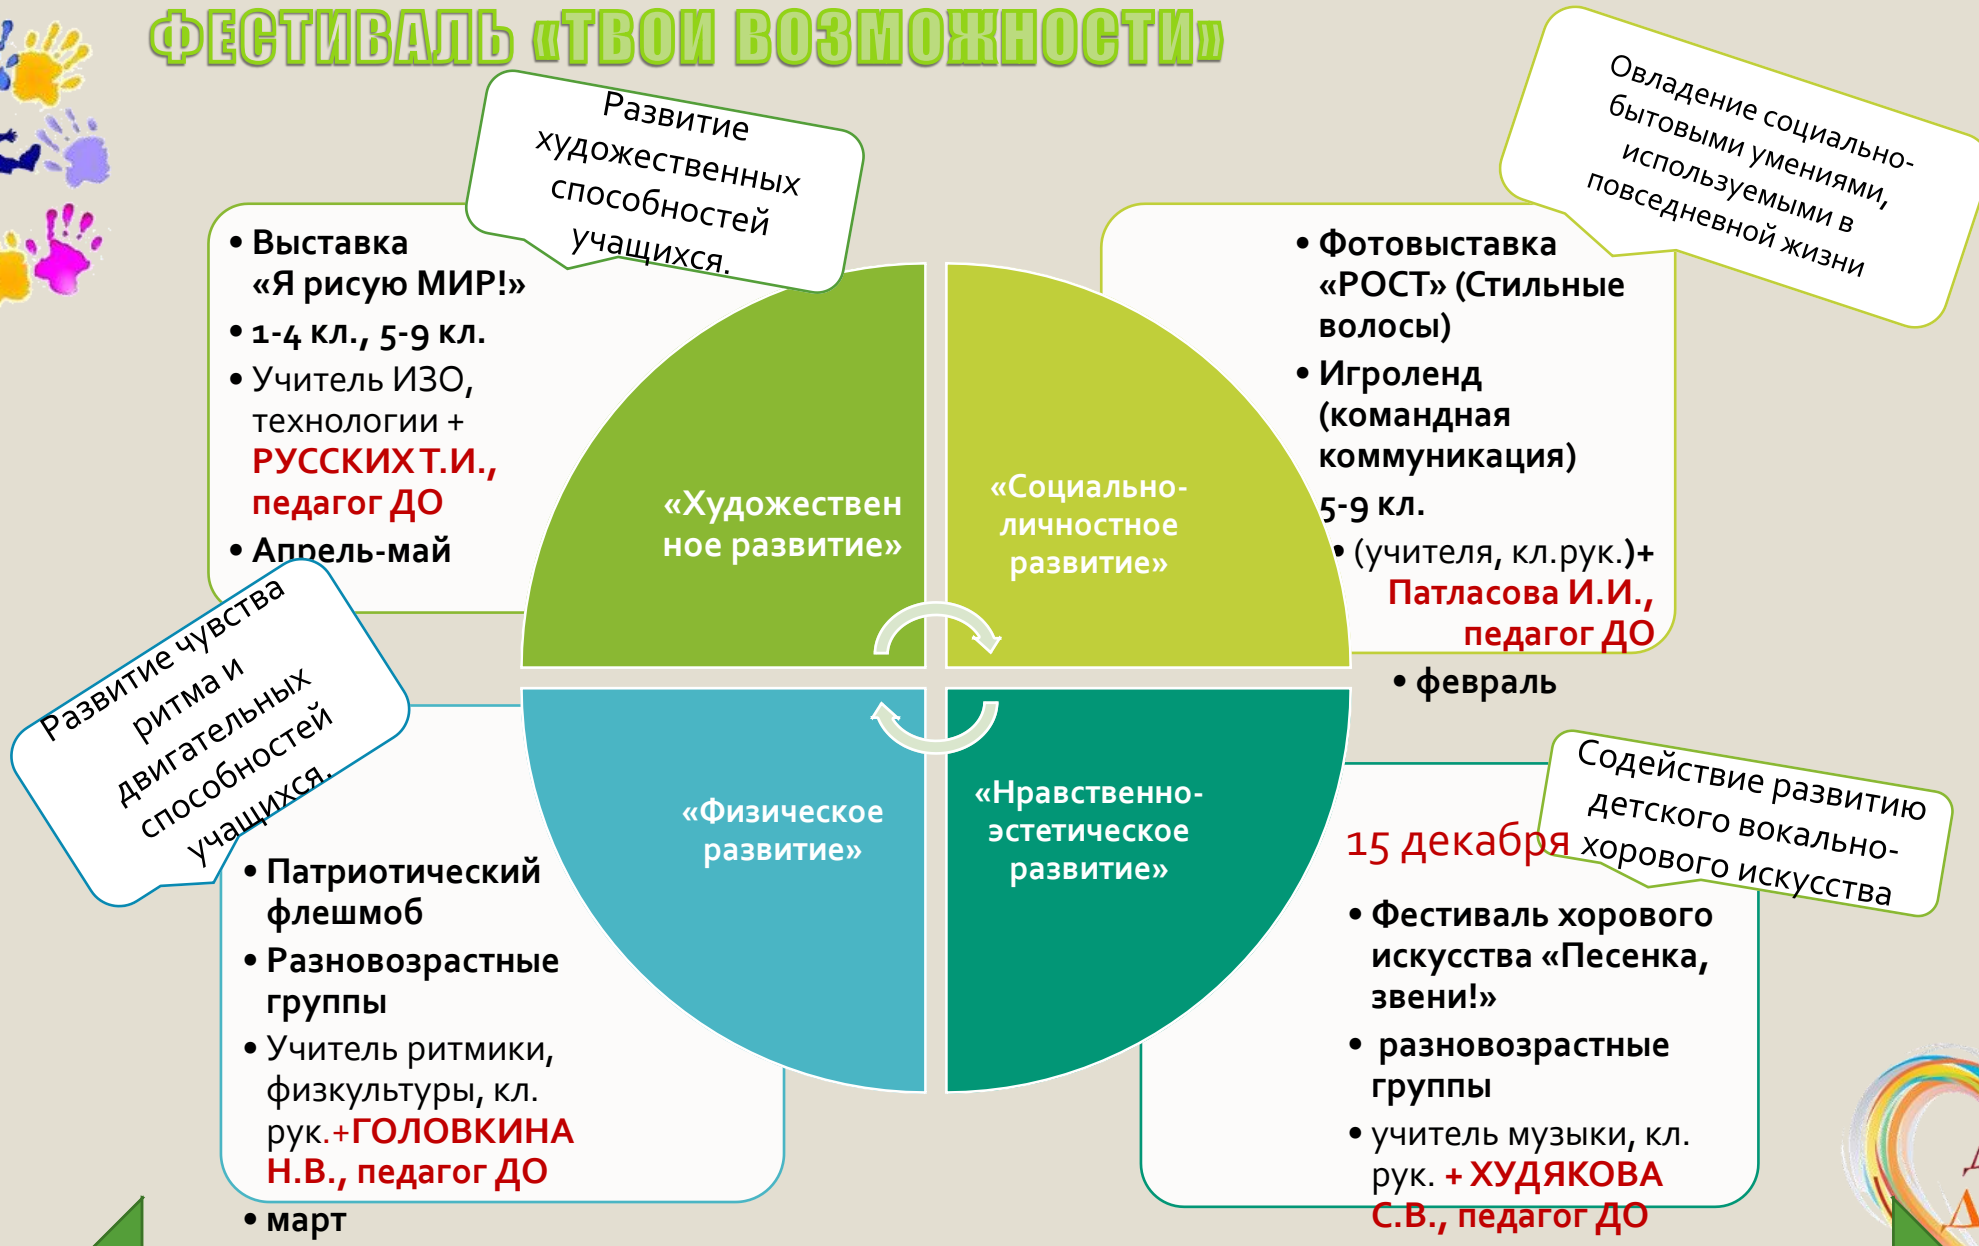 ФЕСТИВАЛЬ «ТВОИ ВОЗМОЖНОСТИ»
Развитие
художественных
способностей
учащихся.
Овладение социально-
бытовыми умениями,
используемыми в
повседневной жизни
• Выставка
«Я рисую МИР!»
• 1-4 кл., 5-9 кл.
• Учитель ИЗО,
технологии +
РУССКИХ Т.И.,
педагог ДО
• Апрель-май
• Фотовыставка
«РОСТ» (Стильные
волосы)
• Игроленд
(командная
коммуникация)
5-9 кл.
• (учителя, кл.рук.)+
Патласова И.И.,
педагог ДО
• февраль
«Художествен
ное развитие»
«Социально-
личностное
развитие»
Развитие чувства
ритма и
двигательных
способностей
учащихся.
«Физическое
развитие»
«Нравственно-
эстетическое
развитие»
Содействие развитию
детского вокально-
хорового искусства
• Патриотический
флешмоб
• Разновозрастные
группы
• Учитель ритмики,
физкультуры, кл.
рук.+ГОЛОВКИНА
Н.В., педагог ДО
• март
15 декабря
• Фестиваль хорового
искусства «Песенка,
звени!»
• разновозрастные
группы
• учитель музыки, кл.
рук. + ХУДЯКОВА
С.В., педагог ДО